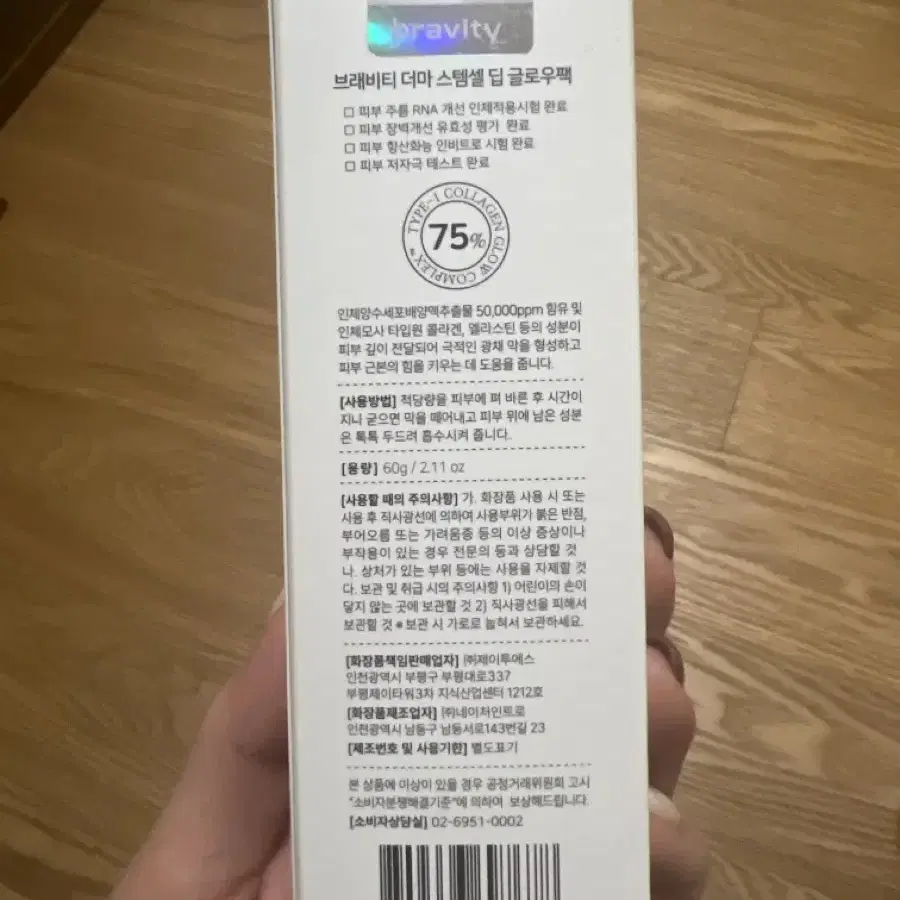 bravity
브래비티 더마 스템셀 딥 글로우팩
□ 피부 주름 RNA 개선 인체적용시험 완료
□ 피부 장벽개선 유효성 평가 완료
□ 피부 항산화능 인비트로 시험 완료
□ 피부 저자극 테스트 완료
TYPE-I COLLAGEN GLOW COMPLEX™
75%
인체양수세포배양액추출물 50,000ppm 함유 및
인체모사 타입원 콜라겐, 엘라스틴 등의 성분이
피부 깊이 전달되어 극적인 광채 막을 형성하고
피부 근본의 힘을 키우는 데 도움을 줍니다.
[사용방법] 적당량을 피부에 펴 바른 후 시간이
지나 굳으면 막을 떼어내고 피부 위에 남은 성분
은 톡톡 두드려 흡수시켜 줍니다.
[용량] 60g / 2.11 oz
[사용할 때의 주의사항] 가. 화장품 사용 시 또는
사용 후 직사광선에 의하여 사용부위가 붉은 반점,
부어오름 또는 가려움증 등의 이상 증상이나
부작용이 있는 경우 전문의 등과 상담할 것
나. 상처가 있는 부위 등에는 사용을 자제할 것
다. 보관 및 취급 시의 주의사항 1) 어린이의 손이
닿지 않는 곳에 보관할 것 2) 직사광선을 피해서
보관할 것 ● 보관 시 가로로 눕혀서 보관하세요.
[화장품책임판매업자] ㈜제이투에스
인천광역시 부평구 부평대로337
부평제이타워3차 지식산업센터 1212호
[화장품제조업자] ㈜네이처인트로
인천광역시 남동구 남동서로143번길 23
[제조번호 및 사용기한] 별도표기
본 상품에 이상이 있을 경우 공정거래위원회 고시
"소비자분쟁해결기준"에 의하여 보상해드립니다.
[소비자상담실] 02-6951-0002